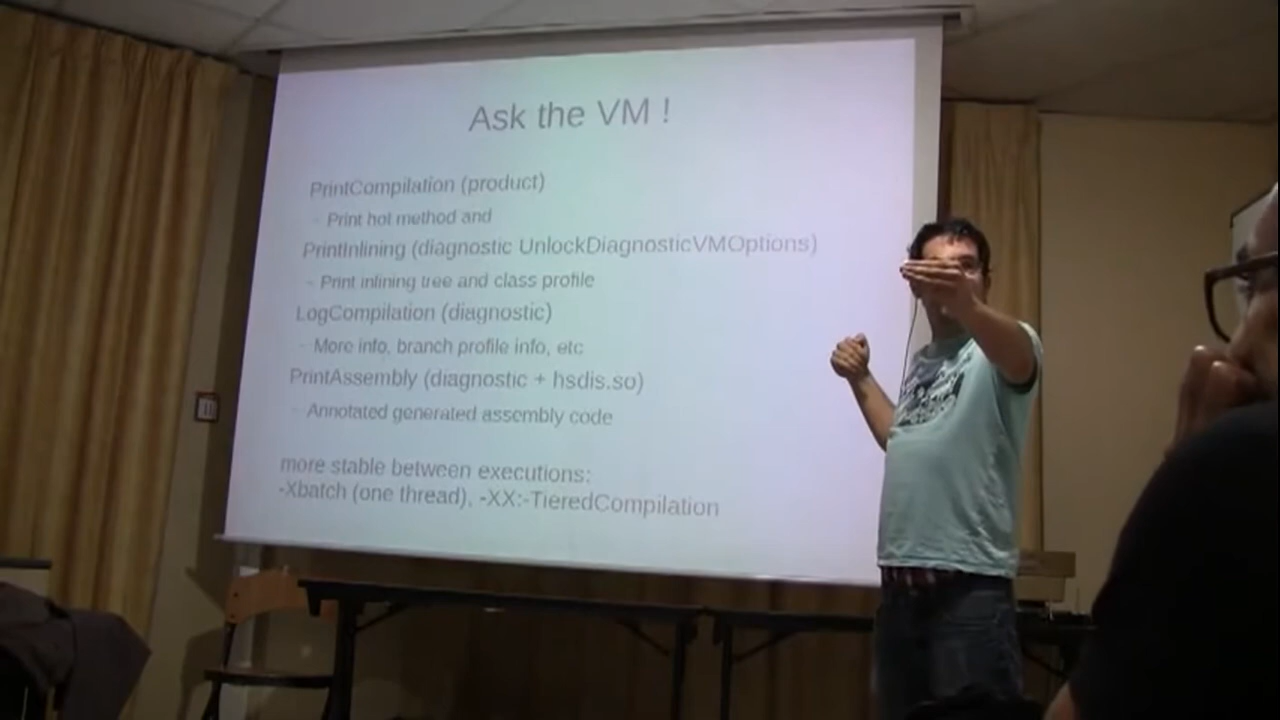 Ask the VM !
PrintCompilation (product)
- Print hot method and
PrintInlining (diagnostic UnlockDiagnosticVMOptions)
- Print inlining tree and class profile
LogCompilation (diagnostic)
- More info, branch profile info, etc
PrintAssembly (diagnostic + hsdis.so)
- Annotated generated assembly code
more stable between executions:
-Xbatch (one thread), -XX:-TieredCompilation